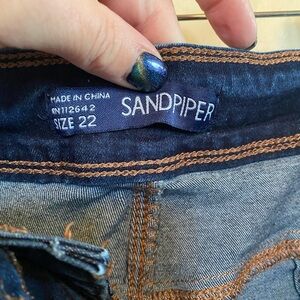 MADE IN CHINA
RN112642
SIZE 22
SANDPIPER